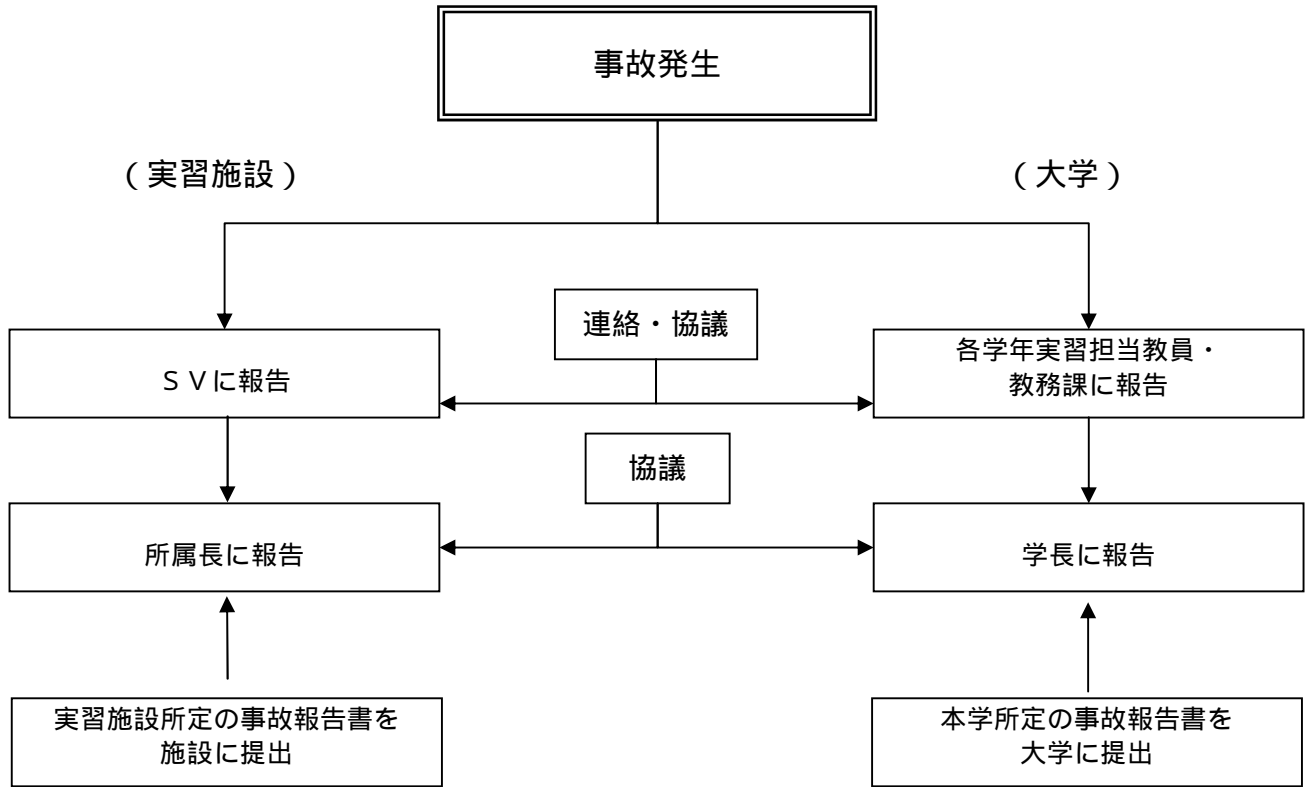 事故発生
(実習施設)
(大学)
連絡・協議
ＳＶに報告
各学年実習担当教員・
教務課に報告
協議
所属長に報告
学長に報告
実習施設所定の事故報告書を
施設に提出
本学所定の事故報告書を
大学に提出